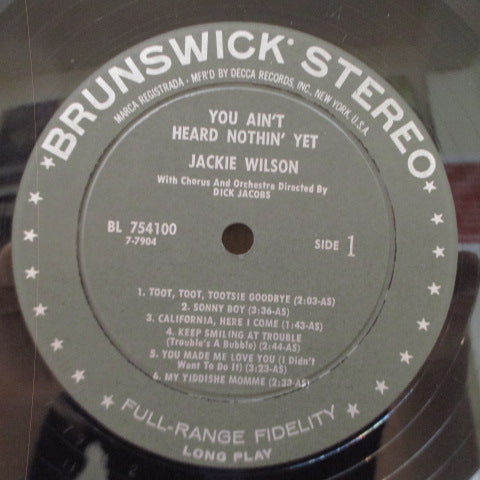 BRUNSWICK® STEREO
MARCA REGISTRADA • MFR'D BY DECCA RECORDS, INC., NEW YORK, U.S.A.
YOU AIN'T
HEARD NOTHIN' YET
JACKIE WILSON
With Chorus And Orchestra Directed By
DICK JACOBS
BL 754100
7-7904
SIDE 1
1. TOOT, TOOT, TOOTSIE GOODBYE (2:03-AS)
2. SONNY BOY (3:36-AS)
3. CALIFORNIA, HERE I COME (1:43-AS)
4. KEEP SMILING AT TROUBLE
(Trouble's A Bubble) (2:44-AS)
5. YOU MADE ME LOVE YOU (I Didn't
Want To Do It) (3:23-AS)
6. MY YIDDISHE MOMME (2:33-AS)
FULL-RANGE FIDELITY
LONG PLAY